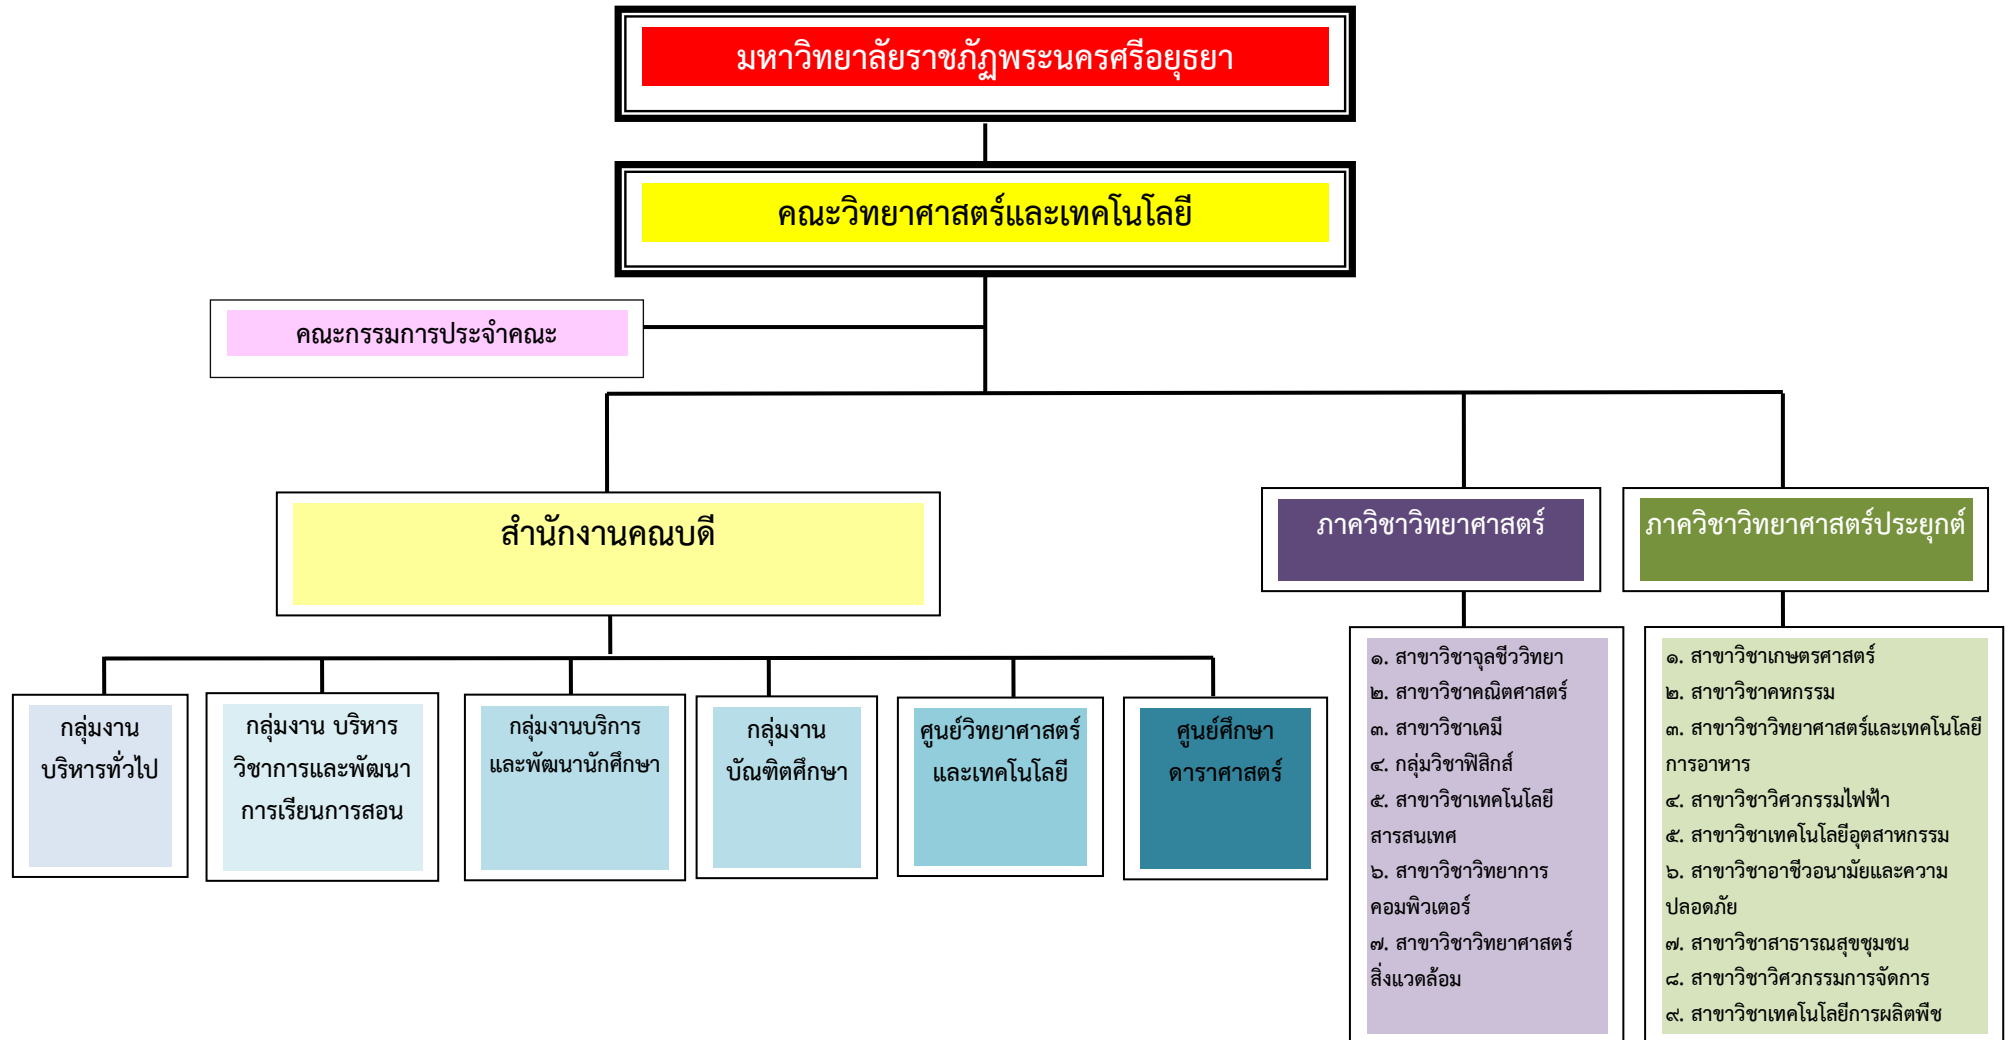 มหาวิทยาลัยราชภัฏพระนครศรีอยุธยา
คณะวิทยาศาสตร์และเทคโนโลยี
คณะกรรมการประจำคณะ
สำนักงานคณบดี
ภาควิชาวิทยาศาสตร์
ภาควิชาวิทยาศาสตร์ประยุกต์
กลุ่มงาน
บริหารทั่วไป
กลุ่มงาน บริหาร
วิชาการและพัฒนา
การเรียนการสอน
กลุ่มงานบริการ
และพัฒนานักศึกษา
กลุ่มงาน
บัณฑิตศึกษา
ศูนย์วิทยาศาสตร์
และเทคโนโลยี
ศูนย์ศึกษา
ดาราศาสตร์
๑. สาขาวิชาจุลชีววิทยา
๒. สาขาวิชาคณิตศาสตร์
๓. สาขาวิชาเคมี
๔. กลุ่มวิชาฟิสิกส์
๕. สาขาวิชาเทคโนโลยี
สารสนเทศ
๖. สาขาวิชาวิทยาการ
คอมพิวเตอร์
๗. สาขาวิชาวิทยาศาสตร์
สิ่งแวดล้อม
๑. สาขาวิชาเกษตรศาสตร์
๒. สาขาวิชาคหกรรม
๓. สาขาวิชาวิทยาศาสตร์และเทคโนโลยี
การอาหาร
๔. สาขาวิชาวิศวกรรมไฟฟ้า
๕. สาขาวิชาเทคโนโลยีอุตสาหกรรม
๖. สาขาวิชาอาชีวอนามัยและความ
ปลอดภัย
๗. สาขาวิชาสาธารณสุขชุมชน
๘. สาขาวิชาวิศวกรรมการจัดการ
๙. สาขาวิชาเทคโนโลยีการผลิตพืช